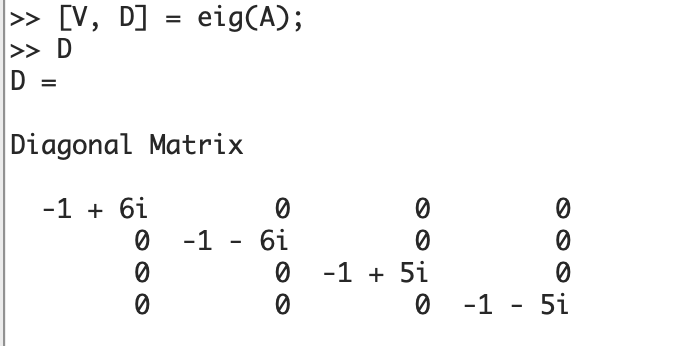 >> [V, D] = eig(A);
>> D
D =
Diagonal Matrix
-1 + 6i 0 0 0
0 -1 - 6i 0 0
0 0 -1 + 5i 0
0 0 0 -1 - 5i